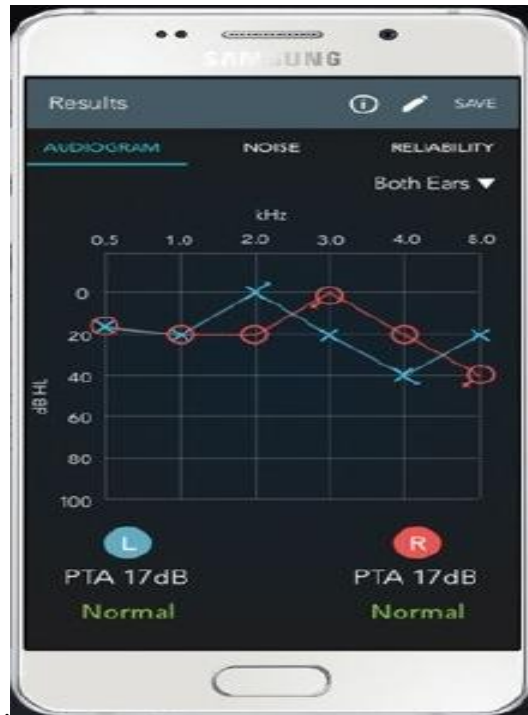 SAMSUNG
Results SAVE
AUDIOGRAM NOISE RELIABILITY
Both Ears
kHz
0.5 1.0 2.0 3.0 4.0 8.0
0
20
40
dB HL
60
80
100
L R
PTA 17dB PTA 17dB
Normal Normal